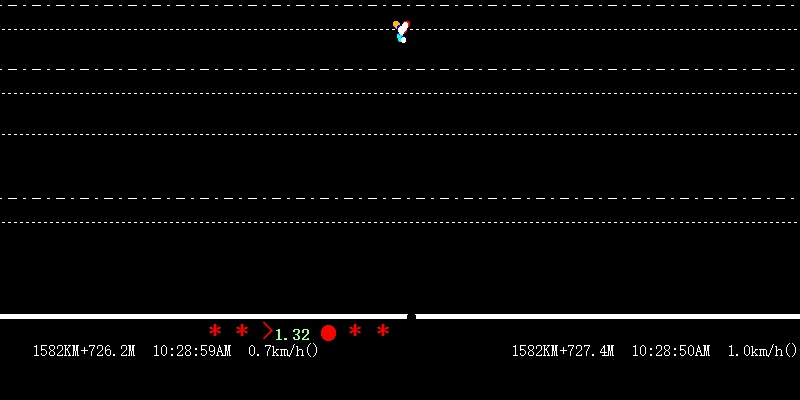 * * >1.32 ● * *
1582KM+726.2M 10:28:59AM 0.7km/h() 1582KM+727.4M 10:28:50AM 1.0km/h()